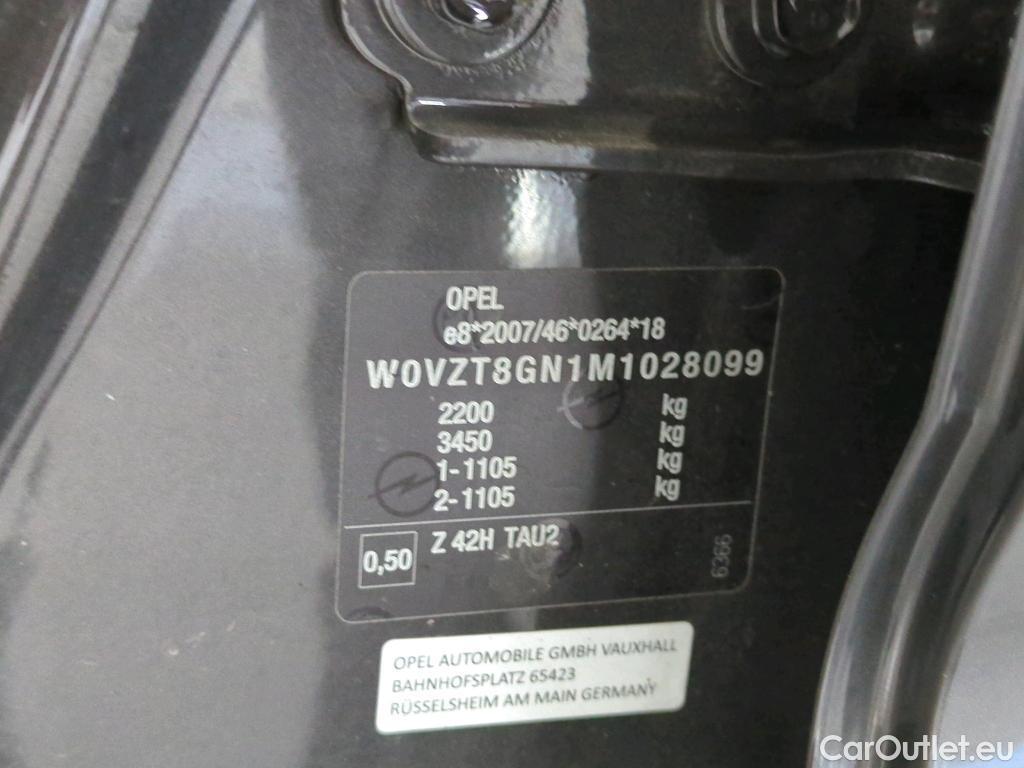 OPEL
e8*2007/46*0264*18
W0VZT8GN1M1028099
2200 kg
3450 kg
1-1105 kg
2-1105 kg
0,50 Z 42H TAU2
6366
OPEL AUTOMOBILE GMBH VAUXHALL
BAHNHOFSPLATZ 65423
RÜSSELSHEIM AM MAIN GERMANY
CarOutlet.eu